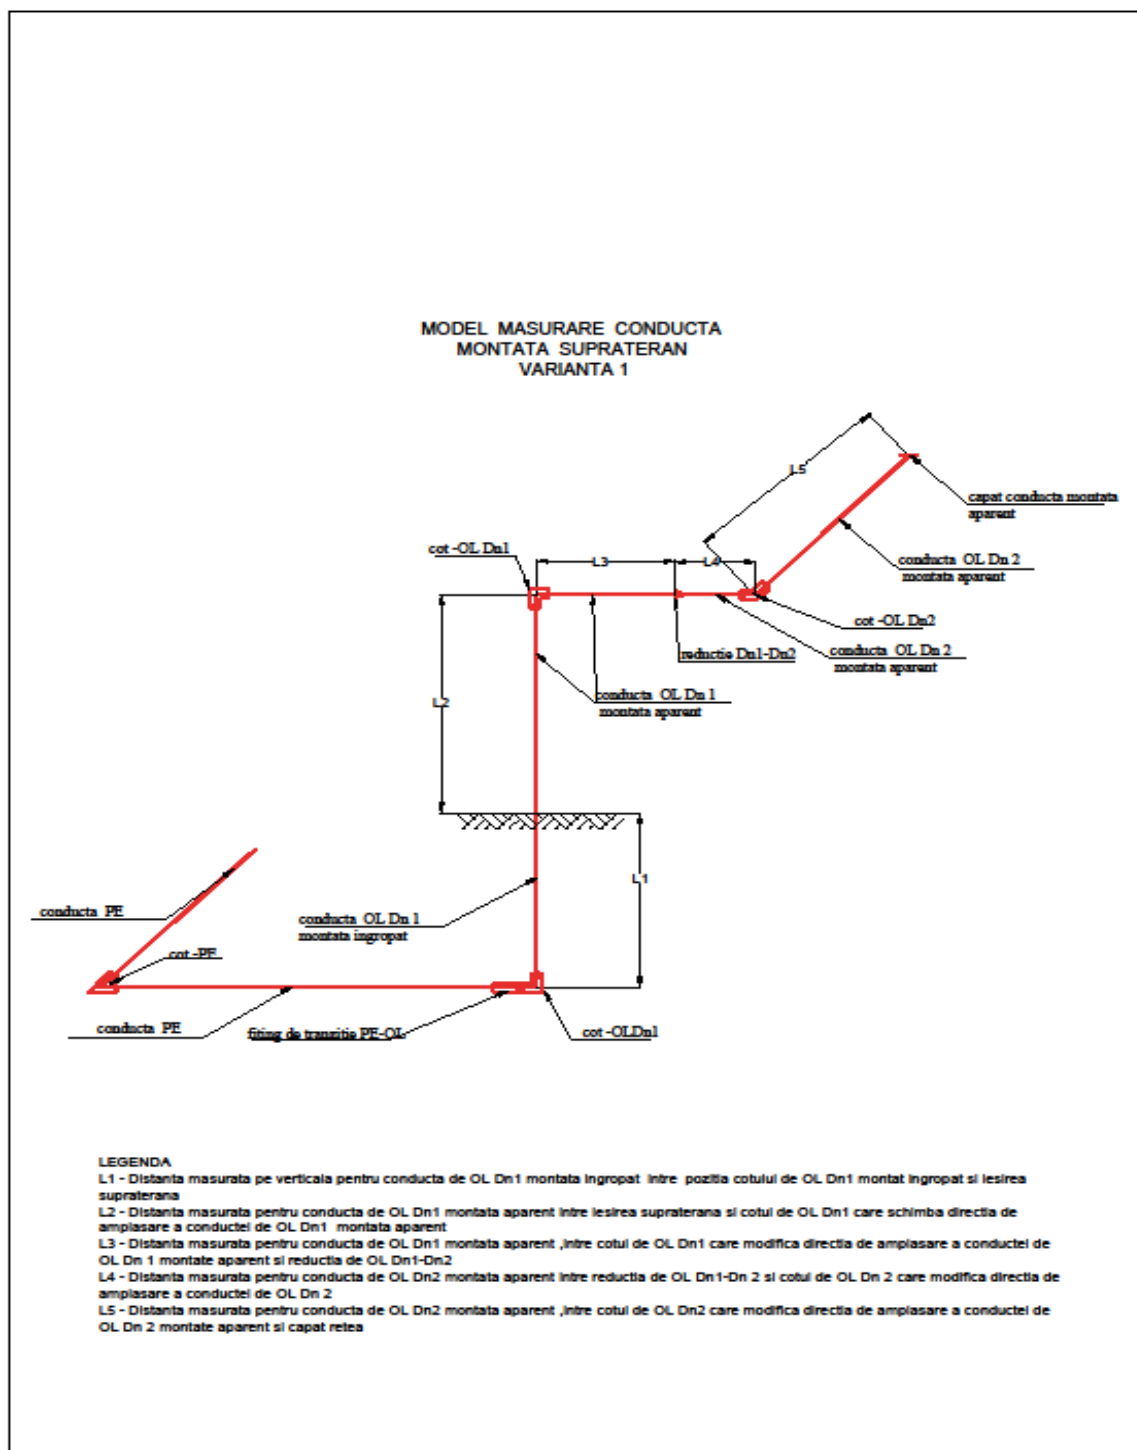 MODEL MASURARE CONDUCTA
MONTATA SUPRATERAN
VARIANTA 1
L5
capat conducta montata
aparent
cot -OL Dn1
L3
L4
conducta OL Dn 2
montata aparent
cot -OL Dn2
reductie Dn1-Dn2
conducta OL Dn 2
montata aparent
L2
conducta OL Dn 1
montata aparent
L1
conducta PE
conducta OL Dn 1
montata ingropat
cot -PE
conducta PE
fiting de tranzitie PE-OL
cot -OLDn1
LEGENDA
L1 - Distanta masurata pe verticala pentru conducta de OL Dn1 montata ingropat intre pozitia cotului de OL Dn1 montat ingropat si iesirea
supraterana
L2 - Distanta masurata pentru conducta de OL Dn1 montata aparent intre iesirea supraterana si cotul de OL Dn1 care schimba directia de
amplasare a conductei de OL Dn1 montata aparent
L3 - Distanta masurata pentru conducta de OL Dn1 montata aparent ,intre cotul de OL Dn1 care modifica directia de amplasare a conductei de
OL Dn 1 montate aparent si reductia de OL Dn1-Dn2
L4 - Distanta masurata pentru conducta de OL Dn2 montata aparent intre reductia de OL Dn1-Dn 2 si cotul de OL Dn 2 care modifica directia de
amplasare a conductei de OL Dn 2
L5 - Distanta masurata pentru conducta de OL Dn2 montata aparent ,intre cotul de OL Dn2 care modifica directia de amplasare a conductei de
OL Dn 2 montate aparent si capat retea